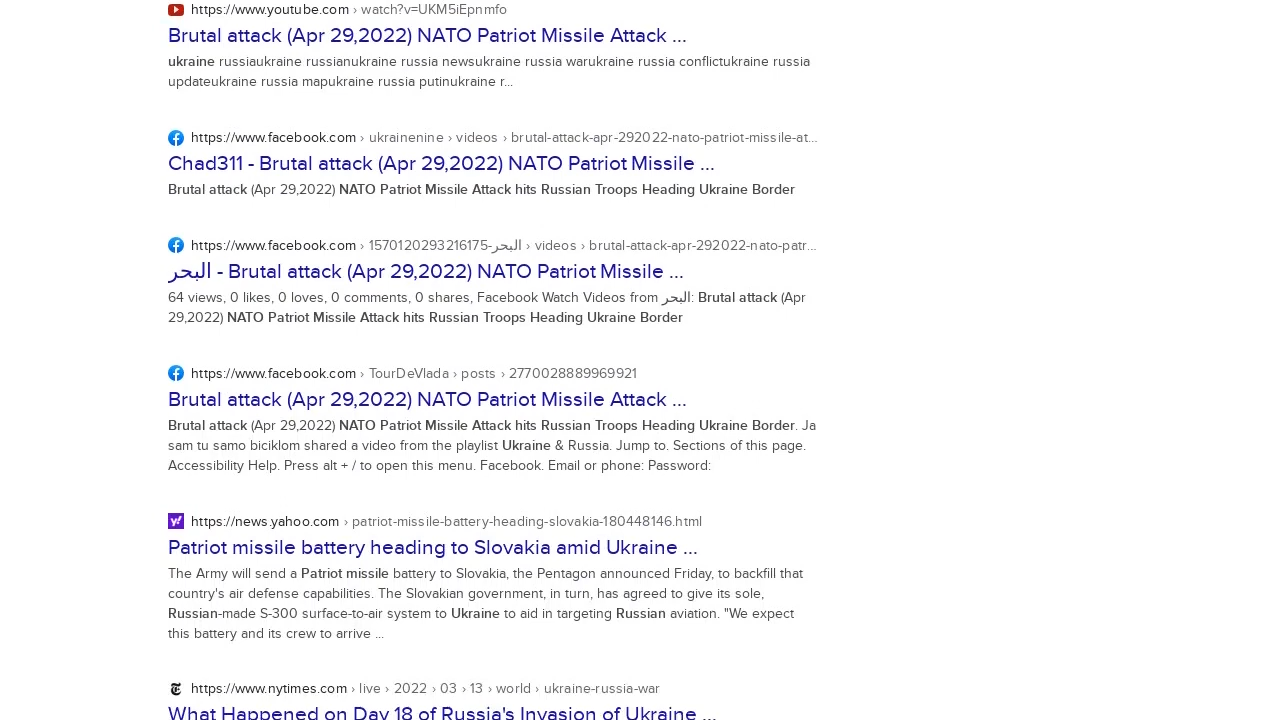 https://www.youtube.com › watch?v=UKM5iEpnmfo
Brutal attack (Apr 29,2022) NATO Patriot Missile Attack ...
ukraine russiaukraine russianukraine russia newsukraine russia warukraine russia conflictukraine russia
updateukraine russia mapukraine russia putinukraine r...
https://www.facebook.com › ukrainenine › videos › brutal-attack-apr-292022-nato-patriot-missile-at...
Chad311 - Brutal attack (Apr 29,2022) NATO Patriot Missile ...
Brutal attack (Apr 29,2022) NATO Patriot Missile Attack hits Russian Troops Heading Ukraine Border
https://www.facebook.com › البحر-1570120293216175 › videos › brutal-attack-apr-292022-nato-patr...
البحر - Brutal attack (Apr 29,2022) NATO Patriot Missile ...
64 views, 0 likes, 0 loves, 0 comments, 0 shares, Facebook Watch Videos from البحر: Brutal attack (Apr
29,2022) NATO Patriot Missile Attack hits Russian Troops Heading Ukraine Border
https://www.facebook.com › TourDeVlada › posts › 2770028889969921
Brutal attack (Apr 29,2022) NATO Patriot Missile Attack ...
Brutal attack (Apr 29,2022) NATO Patriot Missile Attack hits Russian Troops Heading Ukraine Border. Ja
sam tu samo biciklom shared a video from the playlist Ukraine & Russia. Jump to. Sections of this page.
Accessibility Help. Press alt + / to open this menu. Facebook. Email or phone: Password:
https://news.yahoo.com › patriot-missile-battery-heading-slovakia-180448146.html
Patriot missile battery heading to Slovakia amid Ukraine ...
The Army will send a Patriot missile battery to Slovakia, the Pentagon announced Friday, to backfill that
country's air defense capabilities. The Slovakian government, in turn, has agreed to give its sole,
Russian-made S-300 surface-to-air system to Ukraine to aid in targeting Russian aviation. "We expect
this battery and its crew to arrive ...
https://www.nytimes.com › live › 2022 › 03 › 13 › world › ukraine-russia-war
What Happened on Day 18 of Russia's Invasion of Ukraine ...